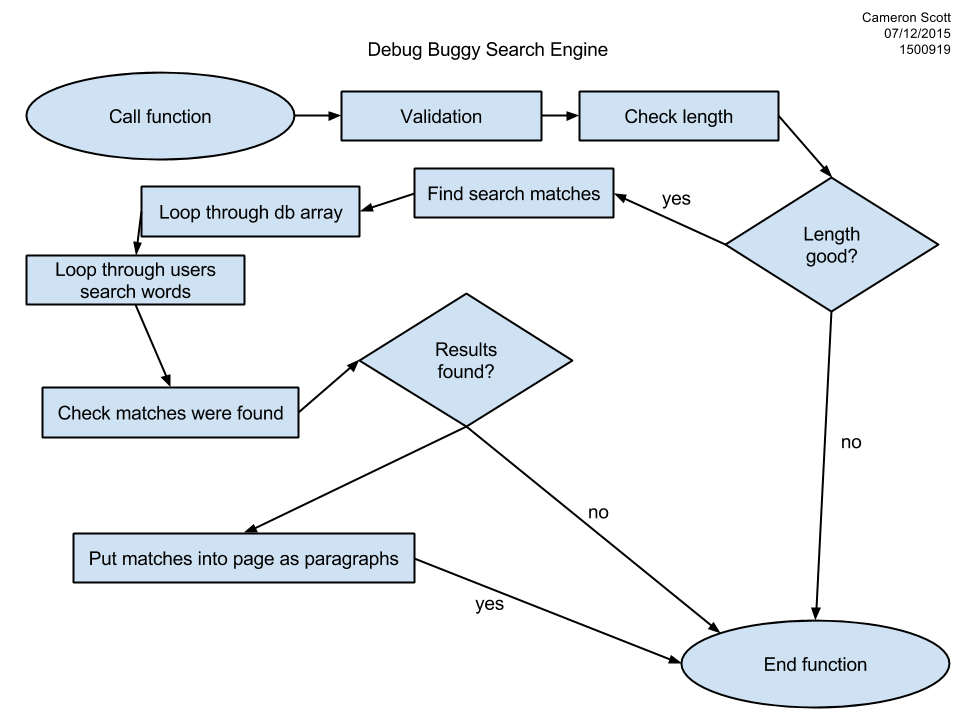 Cameron Scott
07/12/2015
1500919
Debug Buggy Search Engine
Call function
Validation
Check length
Find search matches
yes
Loop through db array
Length
good?
Loop through users
search words
Results
found?
Check matches were found
no
no
Put matches into page as paragraphs
yes
End function